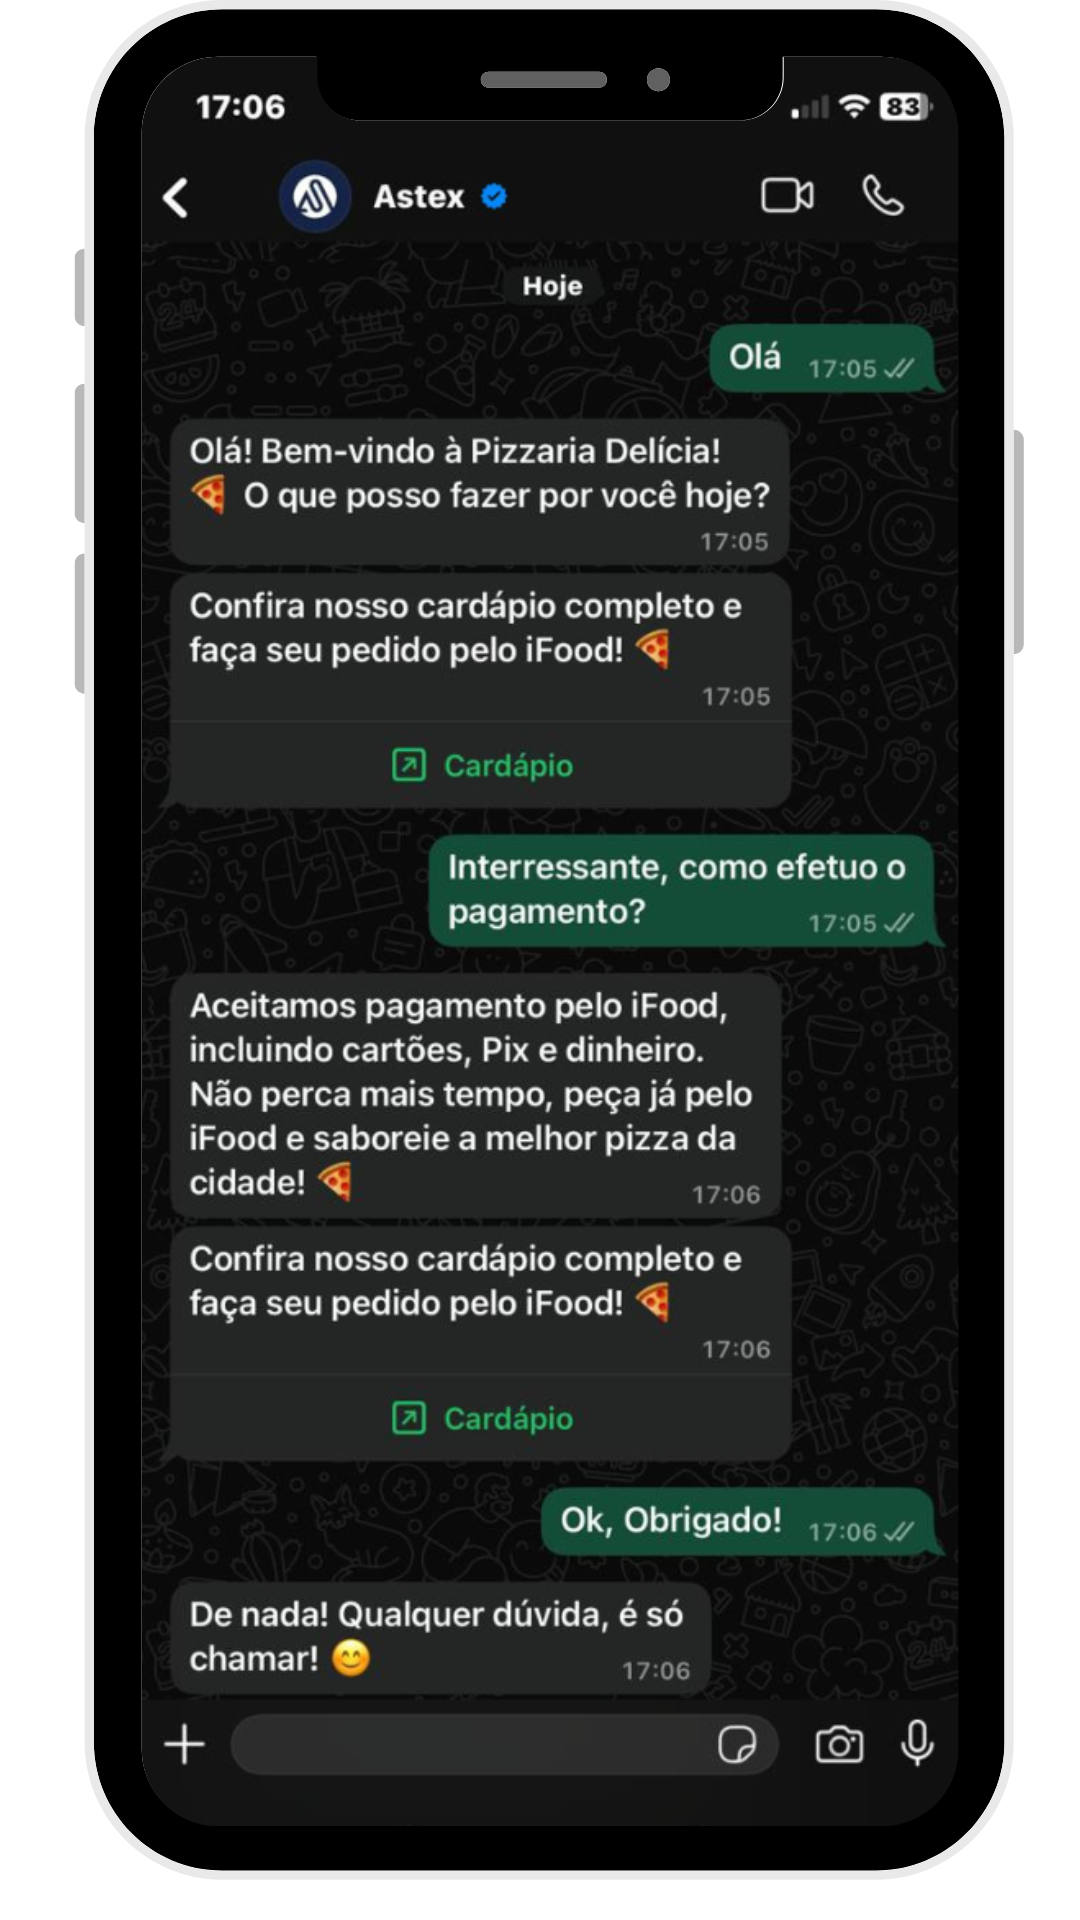 17:06
83
Astex
Hoje
Olá 17:05
Olá! Bem-vindo à Pizzaria Delícia!
🍕 O que posso fazer por você hoje?
17:05
Confira nosso cardápio completo e
faça seu pedido pelo iFood! 🍕
17:05
Cardápio
Interressante, como efetuo o
pagamento? 17:05
Aceitamos pagamento pelo iFood,
incluindo cartões, Pix e dinheiro.
Não perca mais tempo, peça já pelo
iFood e saboreie a melhor pizza da
cidade! 🍕 17:06
Confira nosso cardápio completo e
faça seu pedido pelo iFood! 🍕
17:06
Cardápio
Ok, Obrigado! 17:06
De nada! Qualquer dúvida, é só
chamar! 😊 17:06